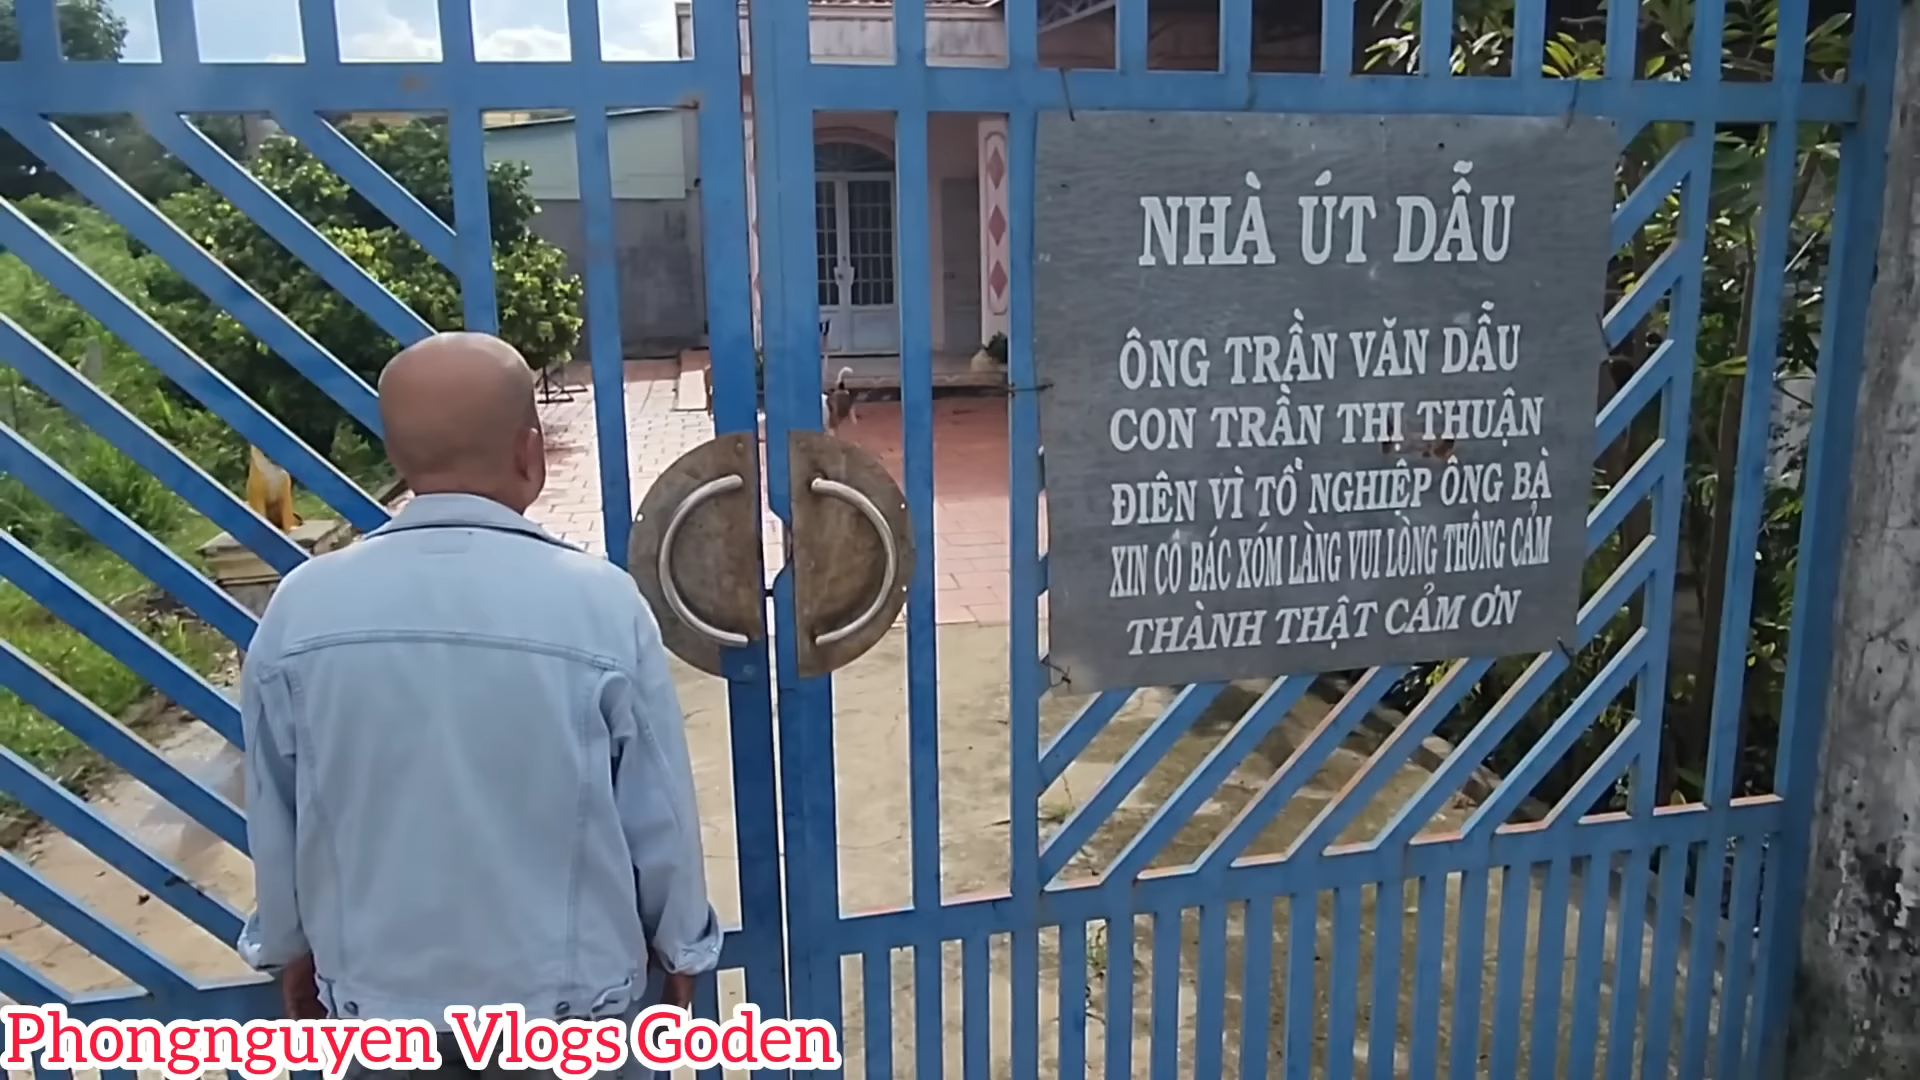 NHÀ ÚT DẪU
ÔNG TRẦN VĂN DẪU
CON TRẦN THỊ THUẬN
ĐIÊN VÌ TỔ NGHIỆP ÔNG BÀ
XIN CÔ BÁC XÓM LÀNG VUI LÒNG THÔNG CẢM
THÀNH THẬT CẢM ƠN
Phongnguyen Vlogs Goden